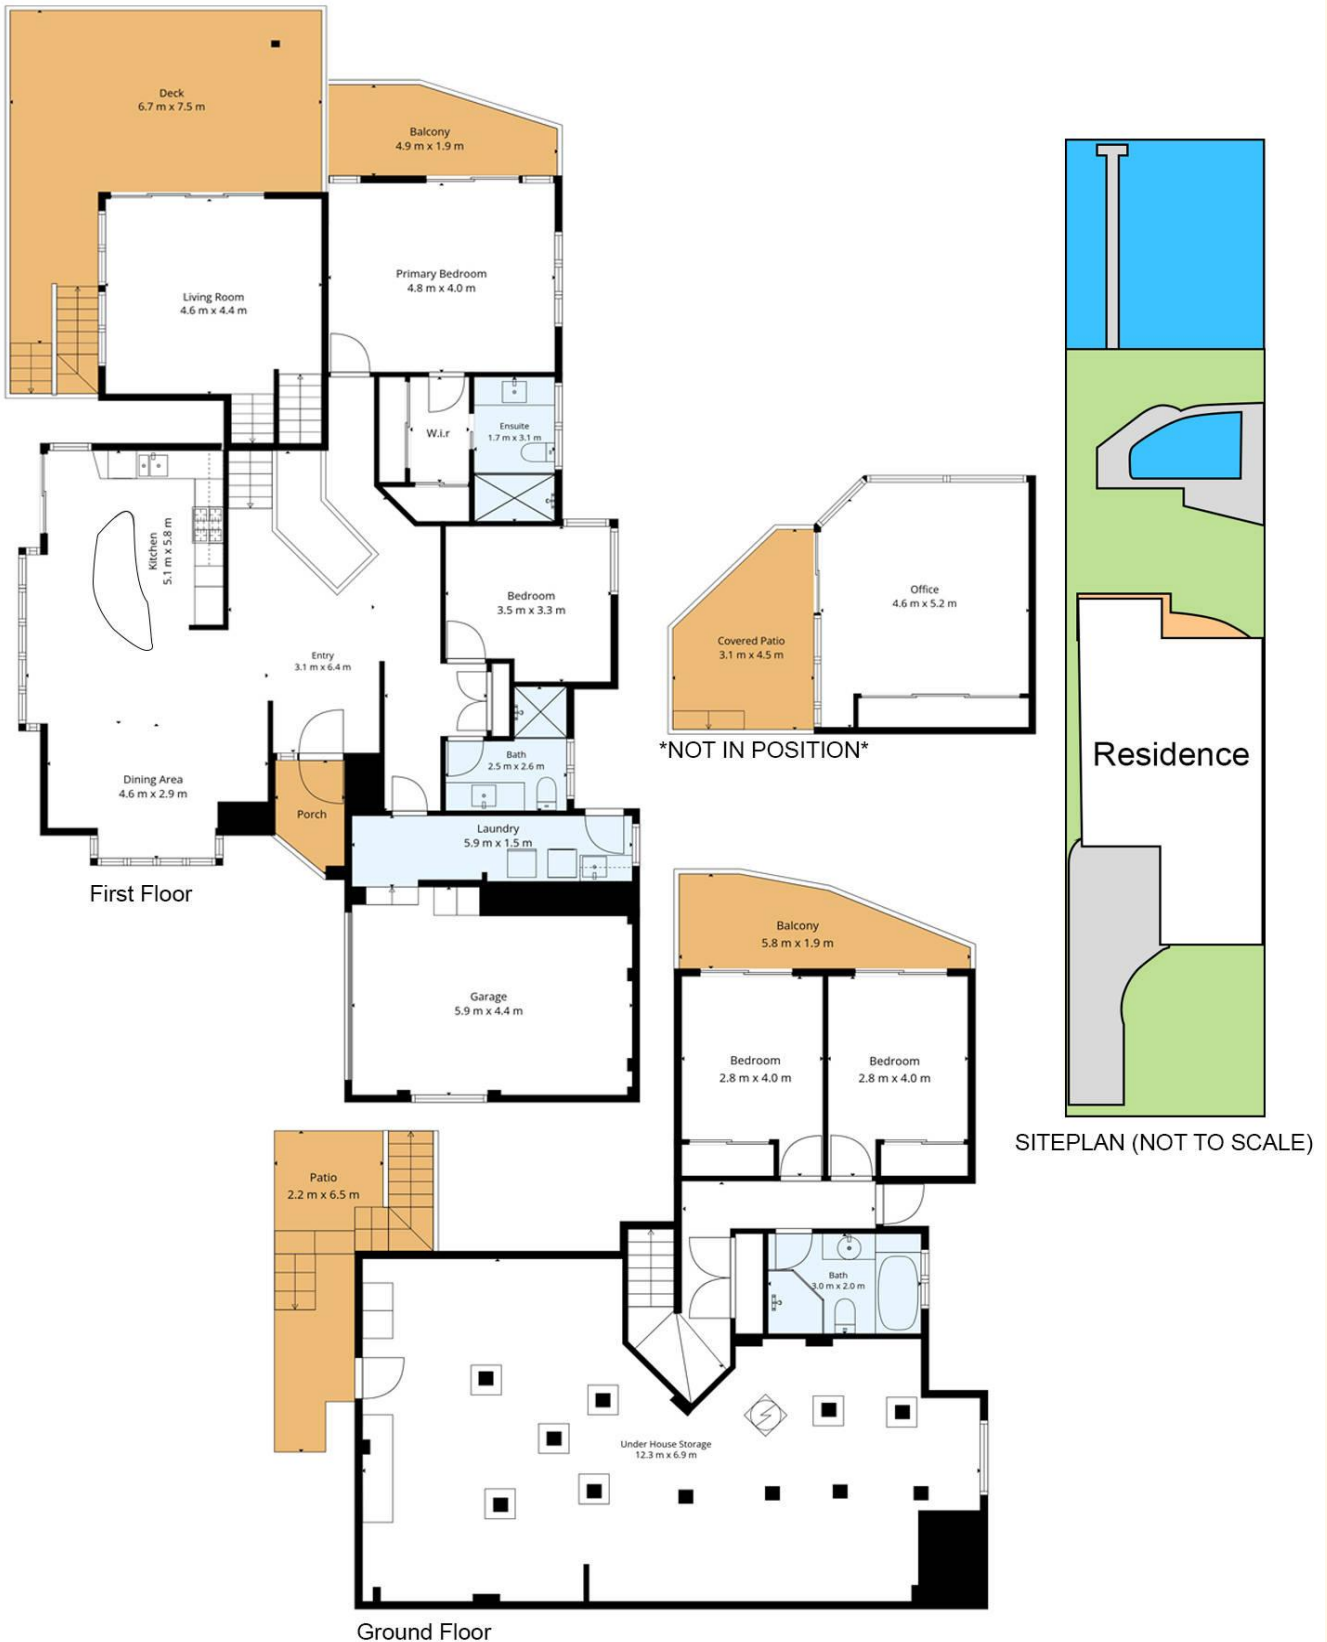 Deck
6.7 m x 7.5 m
Balcony
4.9 m x 1.9 m
Primary Bedroom
4.8 m x 4.0 m
Living Room
4.6 m x 4.4 m
W.i.r
Ensuite
1.7 m x 3.1 m
Kitchen
5.1 m x 5.8 m
Bedroom
3.5 m x 3.3 m
Entry
3.1 m x 6.4 m
Bath
2.5 m x 2.6 m
Dining Area
4.6 m x 2.9 m
Porch
Laundry
5.9 m x 1.5 m
First Floor
Garage
5.9 m x 4.4 m
Office
4.6 m x 5.2 m
Covered Patio
3.1 m x 4.5 m
*NOT IN POSITION*
Residence
SITEPLAN (NOT TO SCALE)
Balcony
5.8 m x 1.9 m
Bedroom
2.8 m x 4.0 m
Bedroom
2.8 m x 4.0 m
Patio
2.2 m x 6.5 m
Bath
3.0 m x 2.0 m
Under House Storage
12.3 m x 6.9 m
Ground Floor